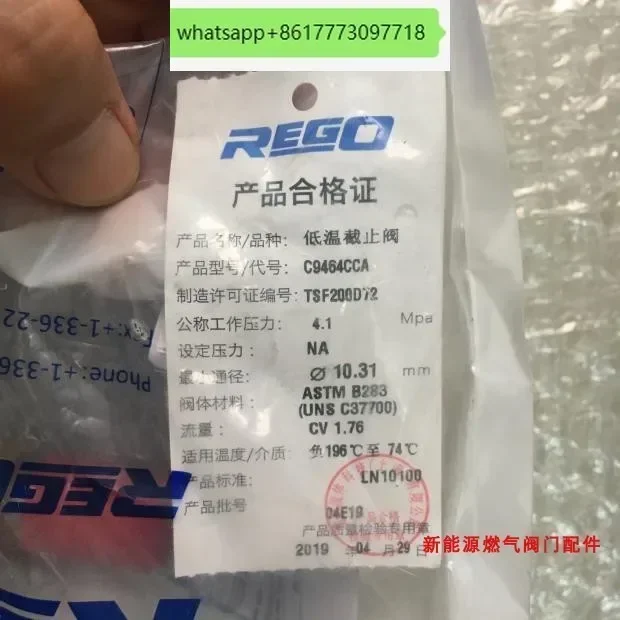 whatsapp+8617773097718
REGO
产品合格证
产品名称/品种: 低温截止阀
产品型号/代号: C9464CCA
制造许可证编号: TSF200D72
公称工作压力: 4.1 Mpa
设定压力: NA
最小通径: Ø 10.31 mm
阀体材料: ASTM B283
(UNS C37700)
流量: CV 1.76
适用温度/介质: 负196℃至 74℃
产品标准: LN10100
产品批号 04E19
产品质量检验专用章
2019 年 04 月 29日
新能源燃气阀门配件
Fax:+1-336-22
Phone:+1-336
REGO